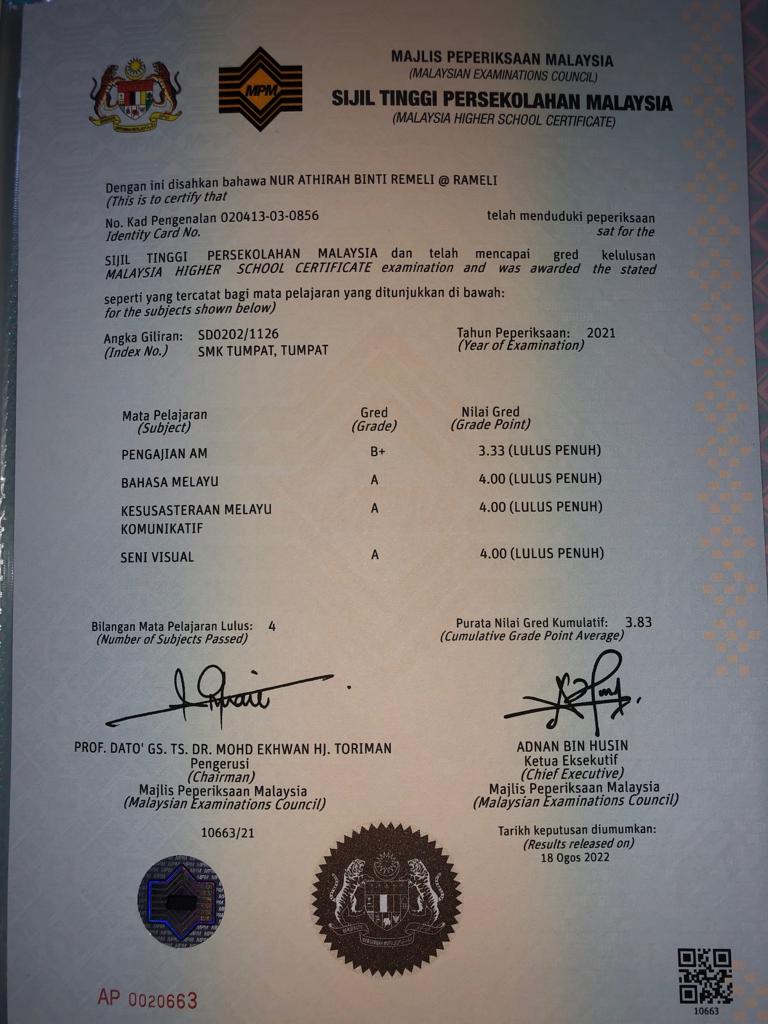 MAJLIS PEPERIKSAAN MALAYSIA
(MALAYSIAN EXAMINATIONS COUNCIL)
MPM
SIJIL TINGGI PERSEKOLAHAN MALAYSIA
(MALAYSIA HIGHER SCHOOL CERTIFICATE)
Dengan ini disahkan bahawa NUR ATHIRAH BINTI REMELI @ RAMELI
(This is to certify that
No. Kad Pengenalan 020413-03-0856 telah menduduki peperiksaan
Identity Card No. sat for the
SIJIL TINGGI PERSEKOLAHAN MALAYSIA dan telah mencapai gred kelulusan
MALAYSIA HIGHER SCHOOL CERTIFICATE examination and was awarded the stated
seperti yang tercatat bagi mata pelajaran yang ditunjukkan di bawah:
for the subjects shown below)
Angka Giliran: SD0202/1126 Tahun Peperiksaan: 2021
(Index No.) SMK TUMPAT, TUMPAT (Year of Examination)
Mata Pelajaran Gred Nilai Gred
(Subject) (Grade) (Grade Point)
PENGAJIAN AM B+ 3.33 (LULUS PENUH)
BAHASA MELAYU A 4.00 (LULUS PENUH)
KESUSASTERAAN MELAYU A 4.00 (LULUS PENUH)
KOMUNIKATIF
SENI VISUAL A 4.00 (LULUS PENUH)
Bilangan Mata Pelajaran Lulus: 4 Purata Nilai Gred Kumulatif: 3.83
(Number of Subjects Passed) (Cumulative Grade Point Average)
PROF. DATO' GS. TS. DR. MOHD EKHWAN HJ. TORIMAN ADNAN BIN HUSIN
Pengerusi Ketua Eksekutif
(Chairman) (Chief Executive)
Majlis Peperiksaan Malaysia Majlis Peperiksaan Malaysia
(Malaysian Examinations Council) (Malaysian Examinations Council)
10663/21 Tarikh keputusan diumumkan:
(Results released on)
18 Ogos 2022
AP 0020663
10663